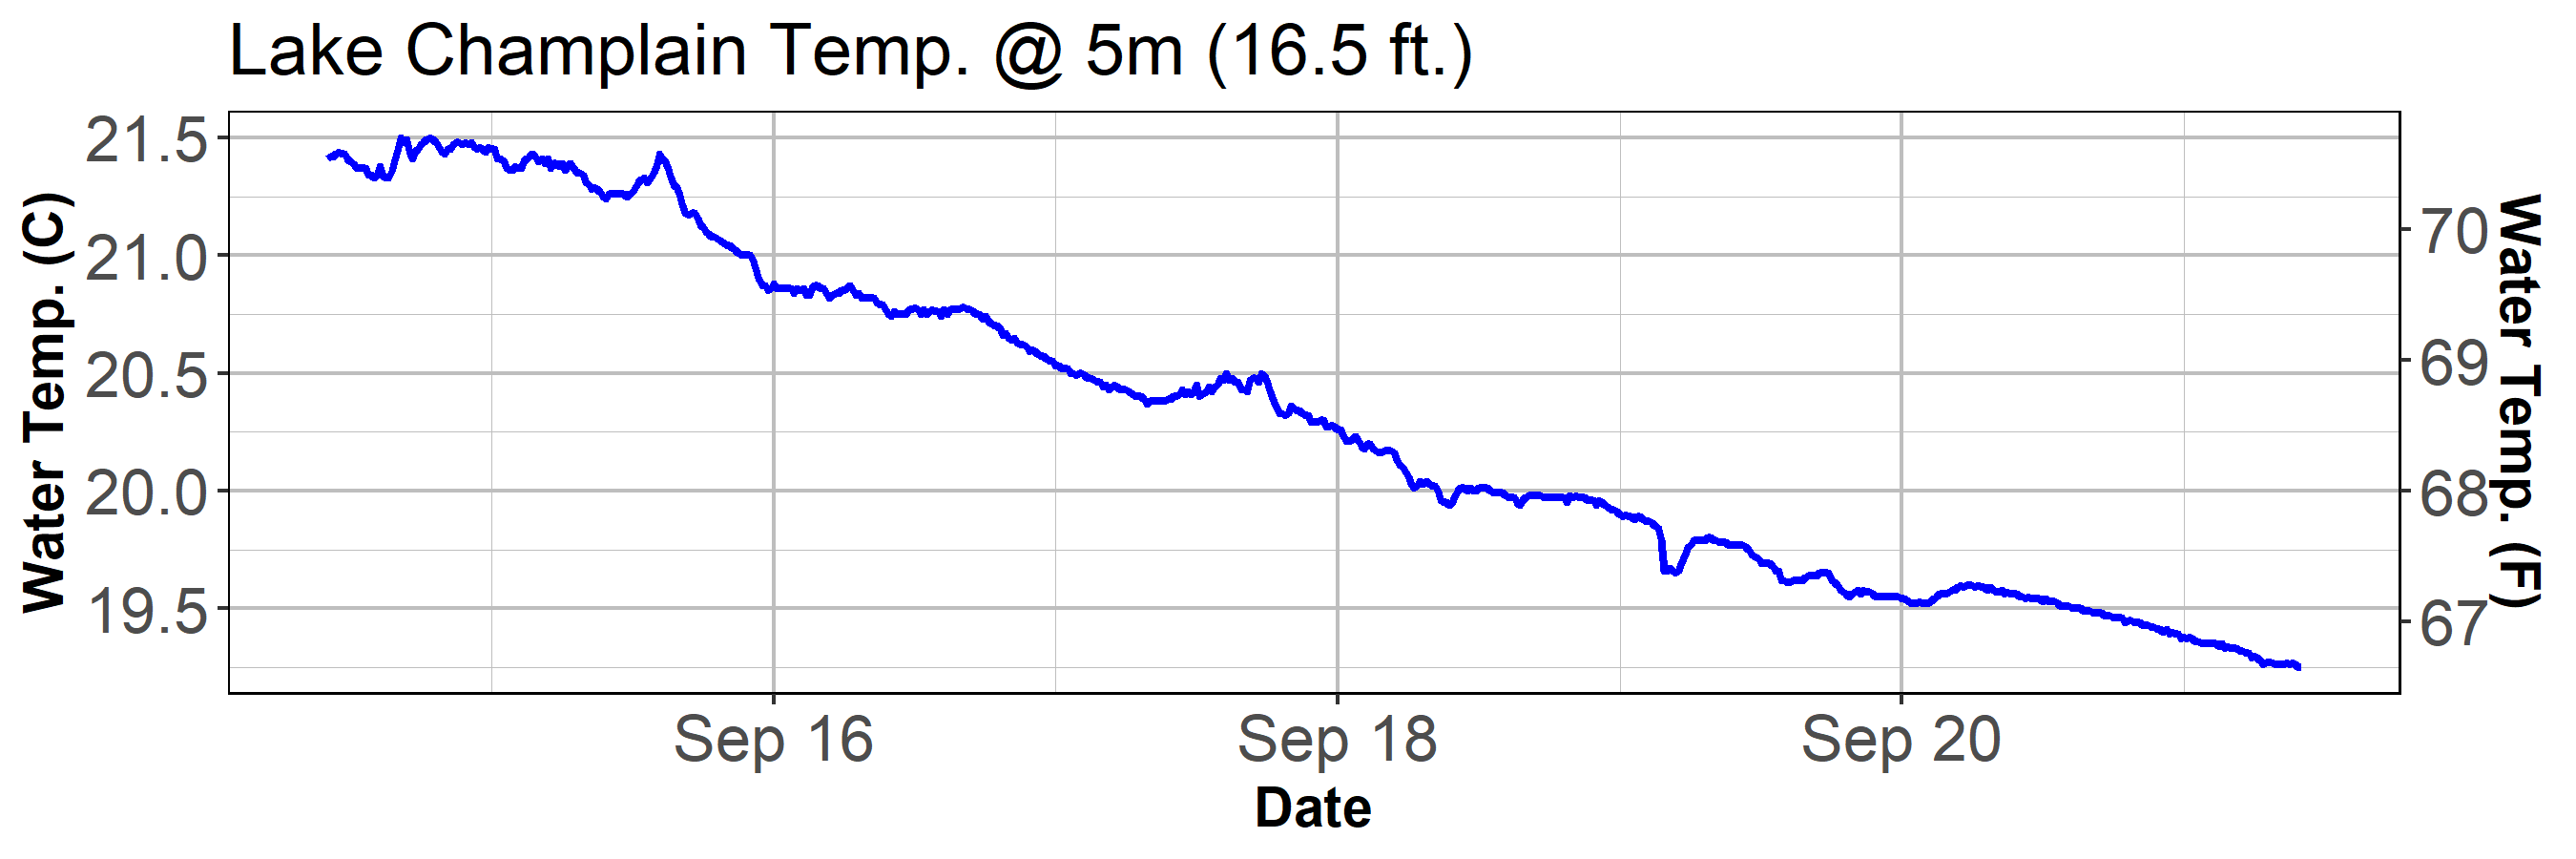 Lake Champlain Temp. @ 5m (16.5 ft.)
Water Temp. (C)
21.5
21.0
20.5
20.0
19.5
70
69
68
67
Water Temp. (F)
Sep 16
Sep 18
Sep 20
Date